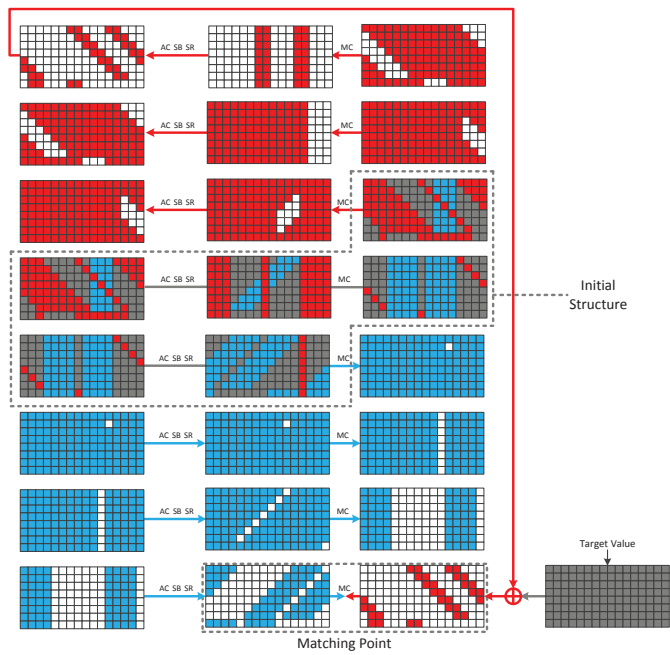 AC SB SR
MC
AC SB SR
MC
AC SB SR
MC
AC SB SR
MC
Initial
Structure
AC SB SR
MC
AC SB SR
MC
AC SB SR
MC
Target Value
AC SB SR
MC
Matching Point